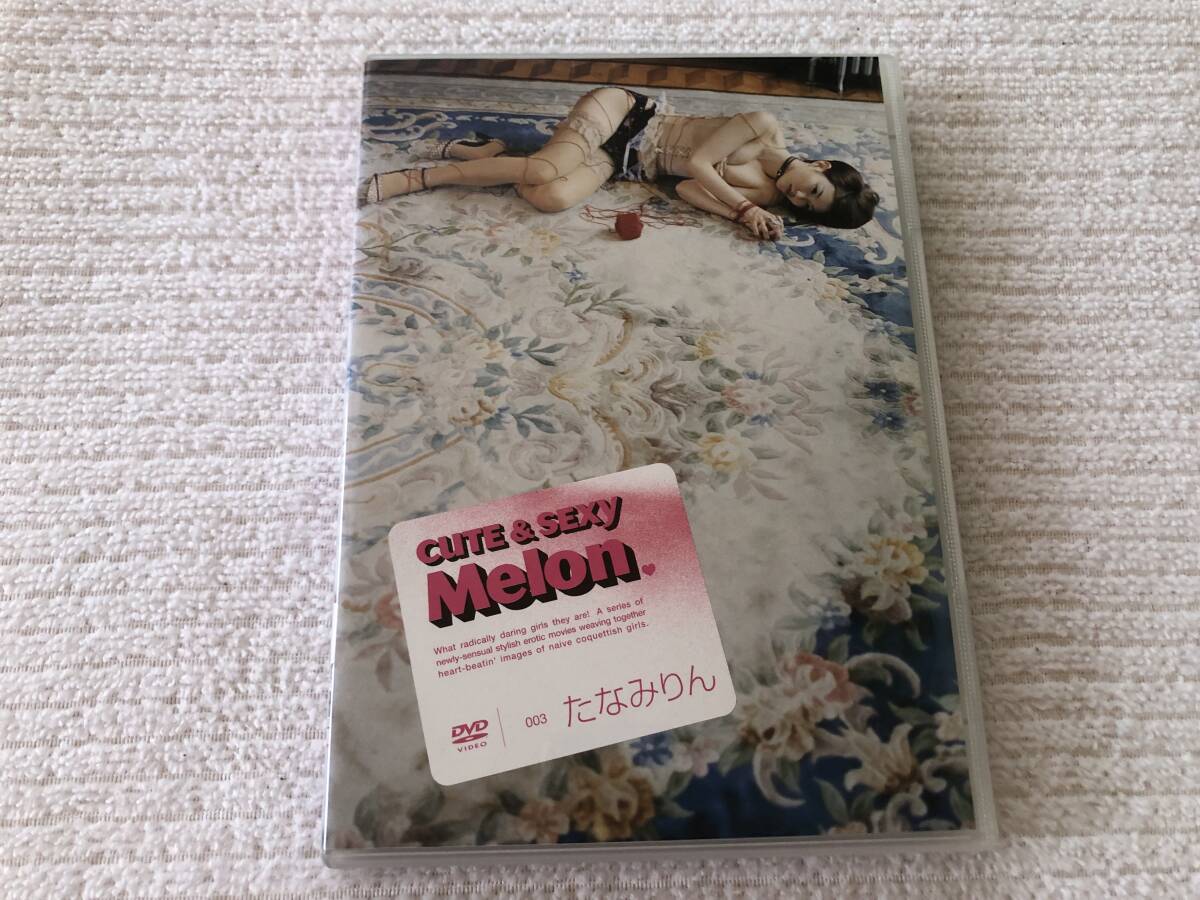 CUTE & SEXY
Melon
What radically daring girls they are! A series of
newly-sensual stylish erotic movies weaving together
heart-beatin' images of naive coquettish girls.
DVD
VIDEO
003 たなみりん